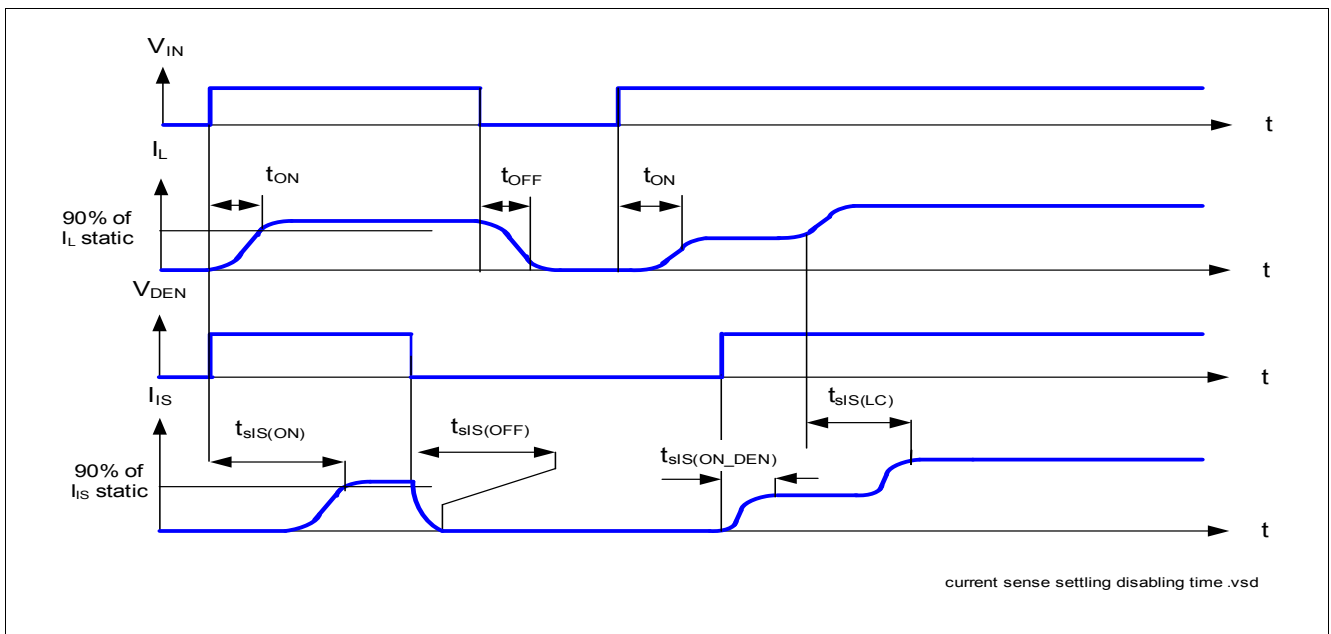 VIN
t
IL
tON
tOFF
tON
90% of
IL static
t
VDEN
t
IIS
tsIS(ON)
tsIS(OFF)
tsIS(LC)
tsIS(ON_DEN)
90% of
IIS static
t
current sense settling disabling time .vsd